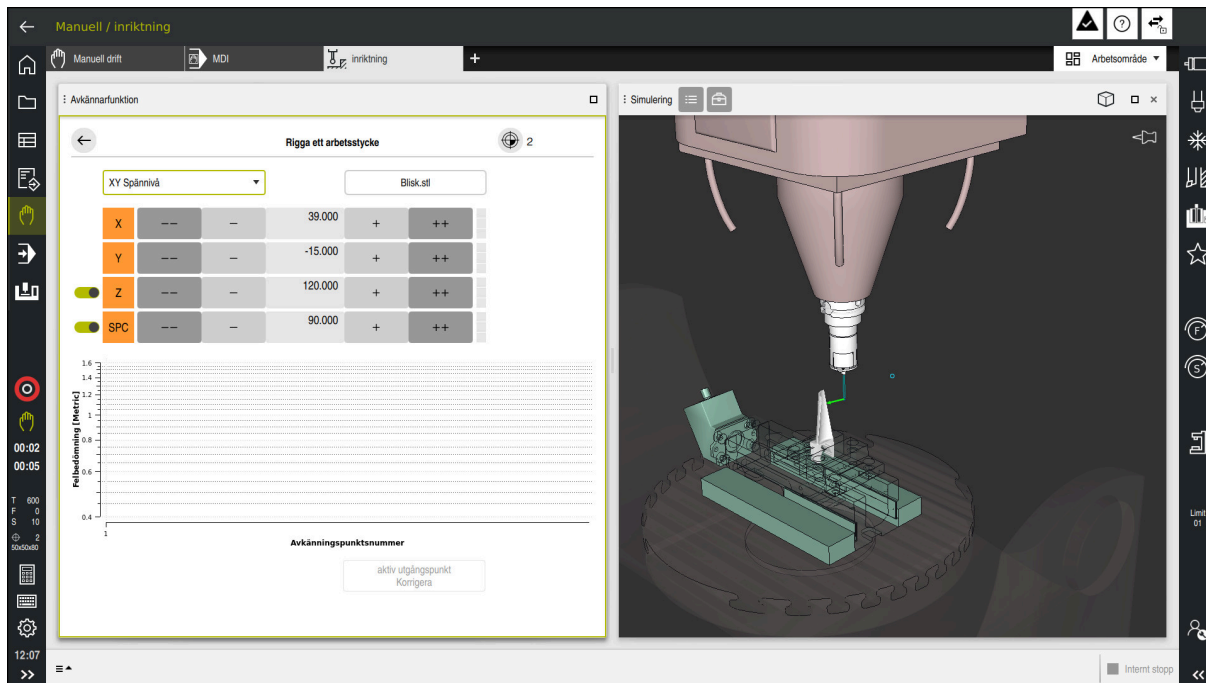 Manuell / inriktning
Manuell drift
MDI
inriktning
+
Arbetsområde
Avkännarfunktion
Rigga ett arbetsstycke
2
XY Spännivå
Blisk.stl
X -- - 39.000 + ++
Y -- - -15.000 + ++
Z -- - 120.000 + ++
SPC -- - 90.000 + ++
1.6
1.4
1.2
1
0.8
0.6
0.4
Felbedömning [Metric]
1
Avkänningspunktsnummer
aktiv utgångspunkt
Korrigera
Simulering
00:02
00:05
T 600
F 0
S 10
2
50x50x80
12:07
F
S
Limit
01
Internt stopp